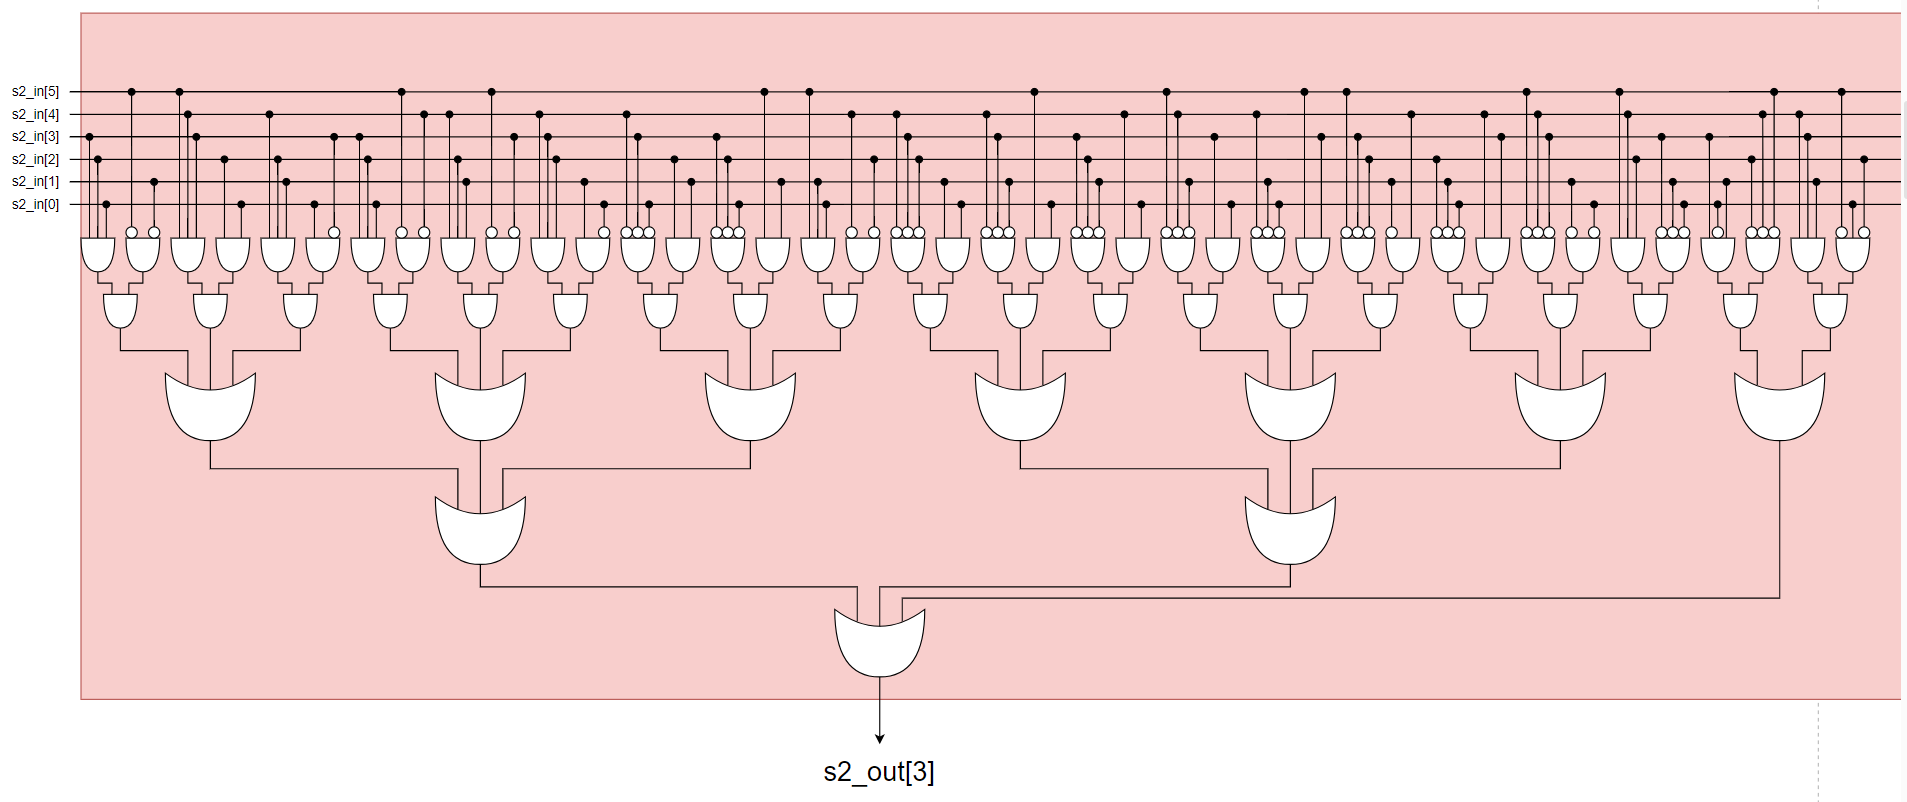 s2_in[5]
s2_in[4]
s2_in[3]
s2_in[2]
s2_in[1]
s2_in[0]
s2_out[3]